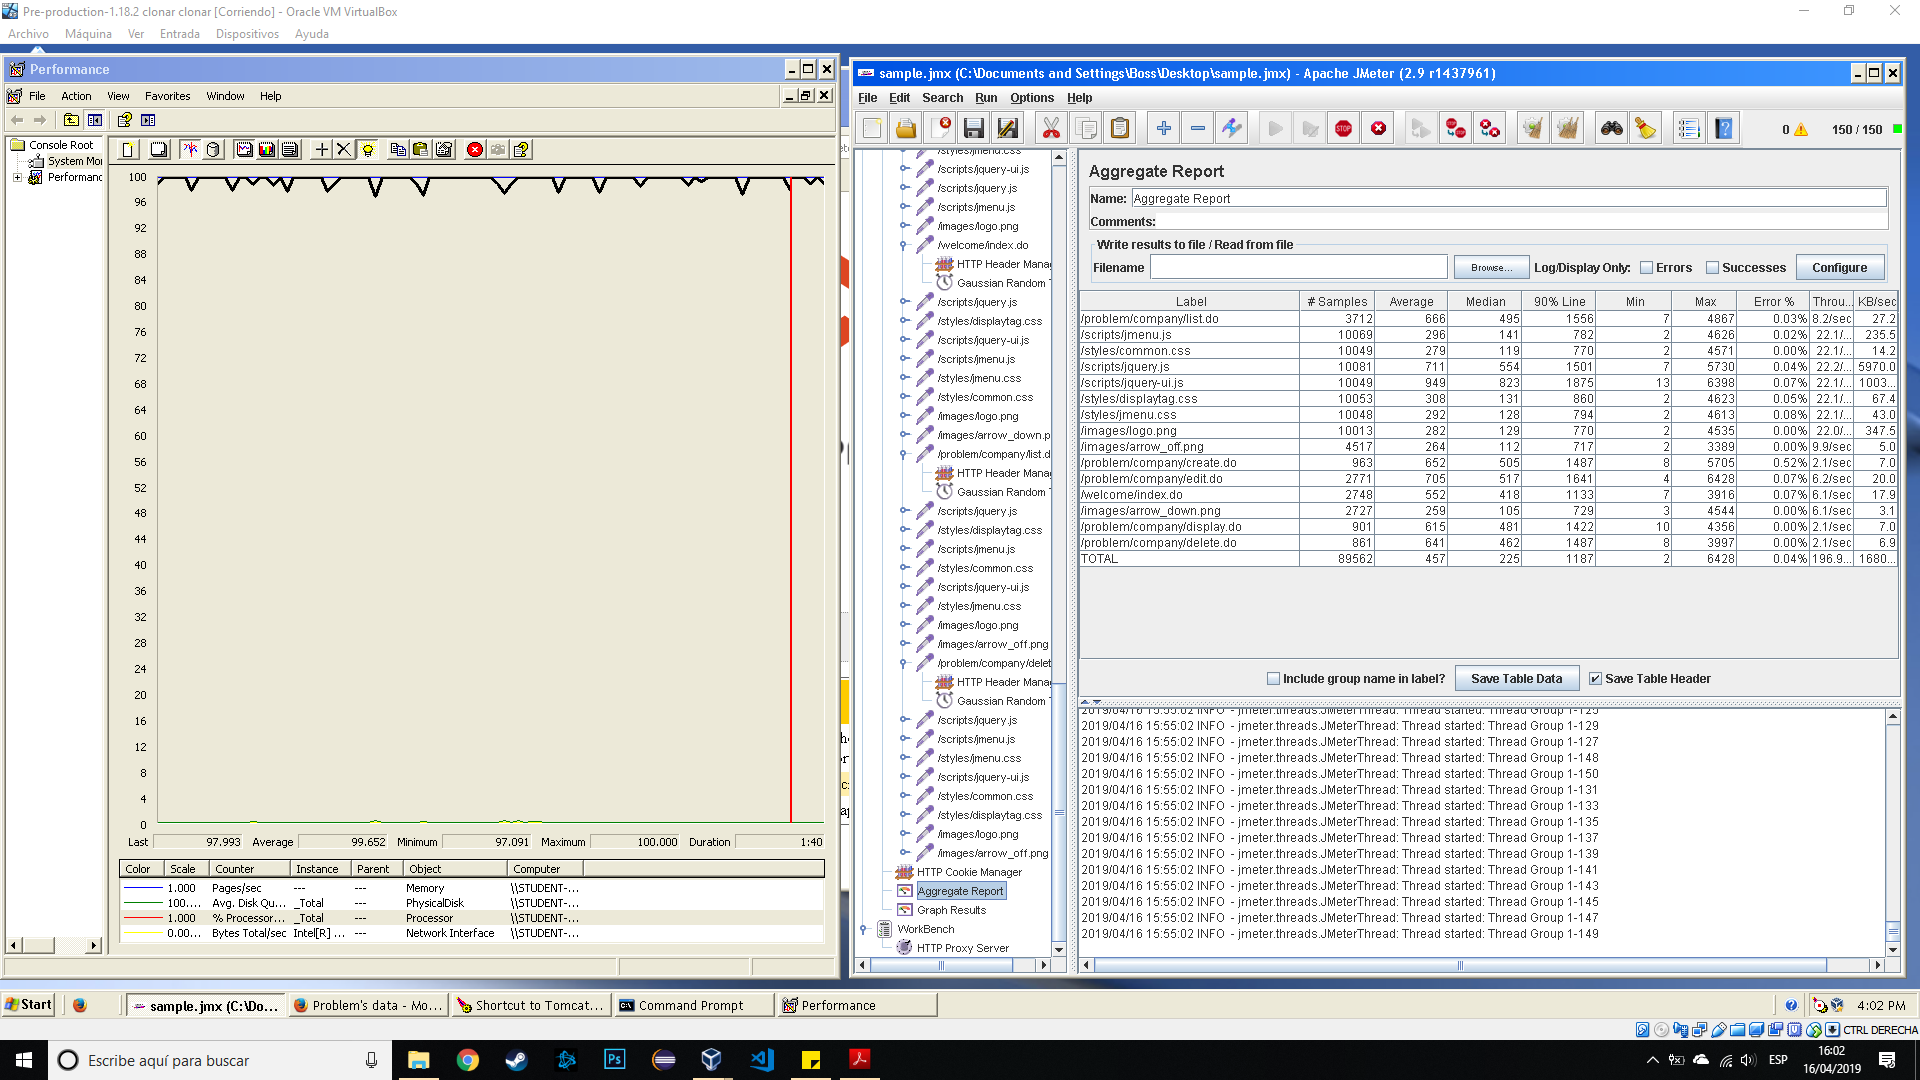 Pre-production-1.18.2 clonar clonar [Corriendo] - Oracle VM VirtualBox
Archivo Máquina Ver Entrada Dispositivos Ayuda
Performance
File Action View Favorites Window Help
Console Root
System Mo
Performanc
100
96
92
88
84
80
76
72
68
64
60
56
52
48
44
40
36
32
28
24
20
16
12
8
4
0
Last 97.993 Average 99.652 Minimum 97.091 Maximum 100.000 Duration 1:40
Color Scale Counter Instance Parent Object Computer
1.000 Pages/sec --- --- Memory \\STUDENT-...
100.... Avg. Disk Qu... _Total --- PhysicalDisk \\STUDENT-...
1.000 % Processor... _Total --- Processor \\STUDENT-...
0.00... Bytes Total/sec Intel[R] ... --- Network Interface \\STUDENT-...
sample.jmx (C:\Documents and Settings\Boss\Desktop\sample.jmx) - Apache JMeter (2.9 r1437961)
File Edit Search Run Options Help
0 150 / 150
/styles/jmenu.css
/scripts/jquery-ui.js
/scripts/jquery.js
/scripts/jmenu.js
/images/logo.png
/welcome/index.do
HTTP Header Mana
Gaussian Random T
/scripts/jquery.js
/styles/displaytag.css
/scripts/jquery-ui.js
/scripts/jmenu.js
/styles/jmenu.css
/styles/common.css
/images/logo.png
/images/arrow_down.p
/problem/company/list.d
HTTP Header Mana
Gaussian Random T
/scripts/jquery.js
/styles/displaytag.css
/scripts/jmenu.js
/styles/common.css
/scripts/jquery-ui.js
/styles/jmenu.css
/images/logo.png
/images/arrow_off.png
/problem/company/delet
HTTP Header Mana
Gaussian Random T
/scripts/jquery.js
/scripts/jmenu.js
/styles/jmenu.css
/scripts/jquery-ui.js
/styles/common.css
/styles/displaytag.css
/images/logo.png
/images/arrow_off.png
HTTP Cookie Manager
Aggregate Report
Graph Results
WorkBench
HTTP Proxy Server
Aggregate Report
Name: Aggregate Report
Comments:
Write results to file / Read from file
Filename Browse... Log/Display Only: Errors Successes Configure
Label # Samples Average Median 90% Line Min Max Error % Throu... KB/sec
/problem/company/list.do 3712 666 495 1556 7 4867 0.03% 8.2/sec 27.2
/scripts/jmenu.js 10069 296 141 782 2 4626 0.02% 22.1/... 235.5
/styles/common.css 10049 279 119 770 2 4571 0.00% 22.1/... 14.2
/scripts/jquery.js 10081 711 554 1501 7 5730 0.04% 22.2/... 5970.0
/scripts/jquery-ui.js 10049 949 823 1875 13 6398 0.07% 22.1/... 1003...
/styles/displaytag.css 10053 308 131 860 2 4623 0.05% 22.1/... 67.4
/styles/jmenu.css 10048 292 128 794 2 4613 0.08% 22.1/... 43.0
/images/logo.png 10013 282 129 770 2 4535 0.00% 22.0/... 347.5
/images/arrow_off.png 4517 264 112 717 2 3389 0.00% 9.9/sec 5.0
/problem/company/create.do 963 652 505 1487 8 5705 0.52% 2.1/sec 7.0
/problem/company/edit.do 2771 705 517 1641 4 6428 0.07% 6.2/sec 20.0
/welcome/index.do 2748 552 418 1133 7 3916 0.00% 6.1/sec 17.9
/images/arrow_down.png 2727 259 105 729 3 4544 0.00% 6.1/sec 3.1
/problem/company/display.do 901 615 481 1422 10 4356 0.00% 2.1/sec 7.0
/problem/company/delete.do 861 641 462 1487 8 3997 0.00% 2.1/sec 6.9
TOTAL 89562 457 225 1187 2 6428 0.04% 196.9... 1680...
Include group name in label? Save Table Data Save Table Header
2019/04/16 15:55:02 INFO - jmeter.threads.JMeterThread: Thread started: Thread Group 1-125
2019/04/16 15:55:02 INFO - jmeter.threads.JMeterThread: Thread started: Thread Group 1-129
2019/04/16 15:55:02 INFO - jmeter.threads.JMeterThread: Thread started: Thread Group 1-127
2019/04/16 15:55:02 INFO - jmeter.threads.JMeterThread: Thread started: Thread Group 1-148
2019/04/16 15:55:02 INFO - jmeter.threads.JMeterThread: Thread started: Thread Group 1-150
2019/04/16 15:55:02 INFO - jmeter.threads.JMeterThread: Thread started: Thread Group 1-131
2019/04/16 15:55:02 INFO - jmeter.threads.JMeterThread: Thread started: Thread Group 1-133
2019/04/16 15:55:02 INFO - jmeter.threads.JMeterThread: Thread started: Thread Group 1-135
2019/04/16 15:55:02 INFO - jmeter.threads.JMeterThread: Thread started: Thread Group 1-137
2019/04/16 15:55:02 INFO - jmeter.threads.JMeterThread: Thread started: Thread Group 1-139
2019/04/16 15:55:02 INFO - jmeter.threads.JMeterThread: Thread started: Thread Group 1-141
2019/04/16 15:55:02 INFO - jmeter.threads.JMeterThread: Thread started: Thread Group 1-143
2019/04/16 15:55:02 INFO - jmeter.threads.JMeterThread: Thread started: Thread Group 1-145
2019/04/16 15:55:02 INFO - jmeter.threads.JMeterThread: Thread started: Thread Group 1-147
2019/04/16 15:55:02 INFO - jmeter.threads.JMeterThread: Thread started: Thread Group 1-149
Start sample.jmx (C:\Do... Problem's data - Mo... Shortcut to Tomcat... Command Prompt Performance 4:02 PM
CTRL DERECHA
Escribe aquí para buscar
ESP
16:02
16/04/2019